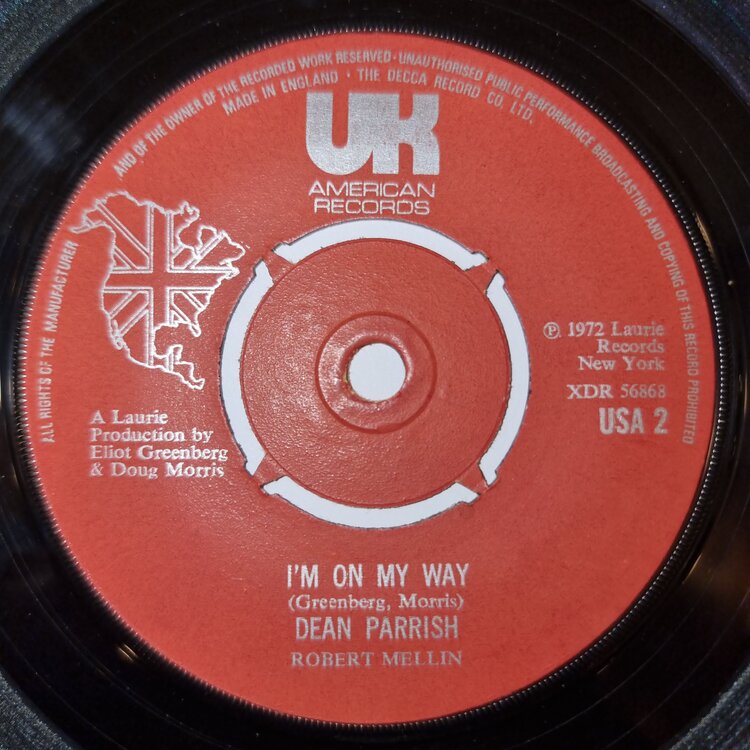 ALL RIGHTS OF THE MANUFACTURER AND OF THE OWNER OF THE RECORDED WORK RESERVED · UNAUTHORISED PUBLIC PERFORMANCE BROADCASTING AND COPYING OF THIS RECORD PROHIBITED
MADE IN ENGLAND · THE DECCA RECORD CO. LTD.
UK
AMERICAN
RECORDS
℗ 1972 Laurie
Records
New York
XDR 56868
USA 2
A Laurie
Production by
Eliot Greenberg
& Doug Morris
I'M ON MY WAY
(Greenberg, Morris)
DEAN PARRISH
ROBERT MELLIN